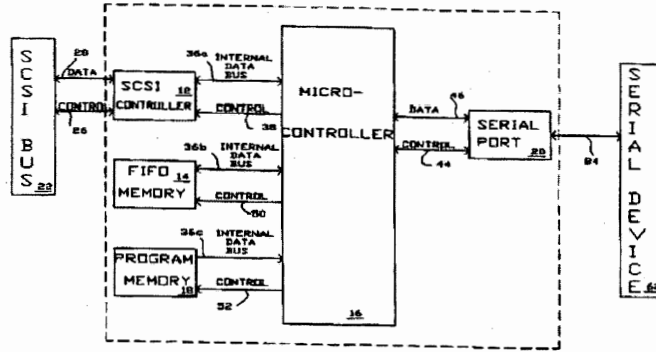 SCSI BUS
22
28
DATA
CONTROL
26
SCSI
12
CONTROLLER
36a
INTERNAL
DATA
BUS
CONTROL
38
36b
INTERNAL
DATA
BUS
FIFO
14
MEMORY
CONTROL
50
36c
INTERNAL
DATA
BUS
PROGRAM
MEMORY
18
CONTROL
52
MICRO-
CONTROLLER
16
DATA
46
CONTROL
44
SERIAL
PORT
20
24
SERIAL DEVICE